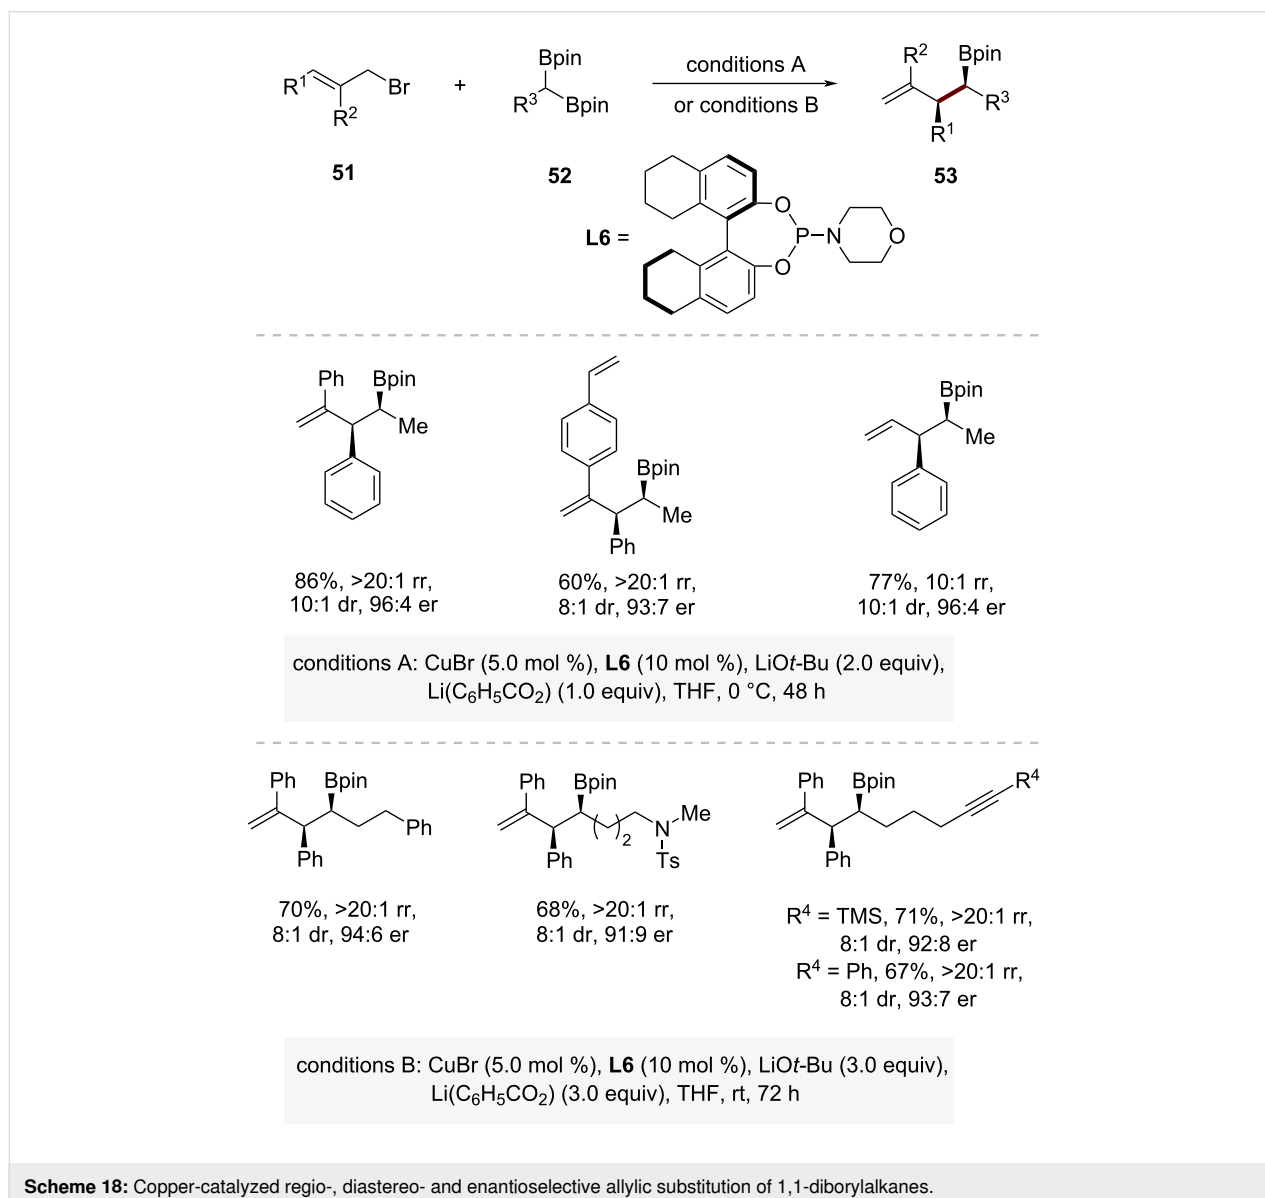 R1 Br R2 + Bpin R3 Bpin conditions A or conditions B R2 Bpin R3 R1
51 52 53
L6 = O P N O O
Ph Bpin Me
Bpin Me Ph
Bpin Me
86%, >20:1 rr,
10:1 dr, 96:4 er
60%, >20:1 rr,
8:1 dr, 93:7 er
77%, 10:1 rr,
10:1 dr, 96:4 er
conditions A: CuBr (5.0 mol %), L6 (10 mol %), LiOt-Bu (2.0 equiv),
Li(C6H5CO2) (1.0 equiv), THF, 0 °C, 48 h
Ph Bpin Ph Ph
Ph Bpin Ph ( )2 N Me Ts
Ph Bpin Ph R4
70%, >20:1 rr,
8:1 dr, 94:6 er
68%, >20:1 rr,
8:1 dr, 91:9 er
R4 = TMS, 71%, >20:1 rr,
8:1 dr, 92:8 er
R4 = Ph, 67%, >20:1 rr,
8:1 dr, 93:7 er
conditions B: CuBr (5.0 mol %), L6 (10 mol %), LiOt-Bu (3.0 equiv),
Li(C6H5CO2) (3.0 equiv), THF, rt, 72 h
Scheme 18: Copper-catalyzed regio-, diastereo- and enantioselective allylic substitution of 1,1-diborylalkanes.